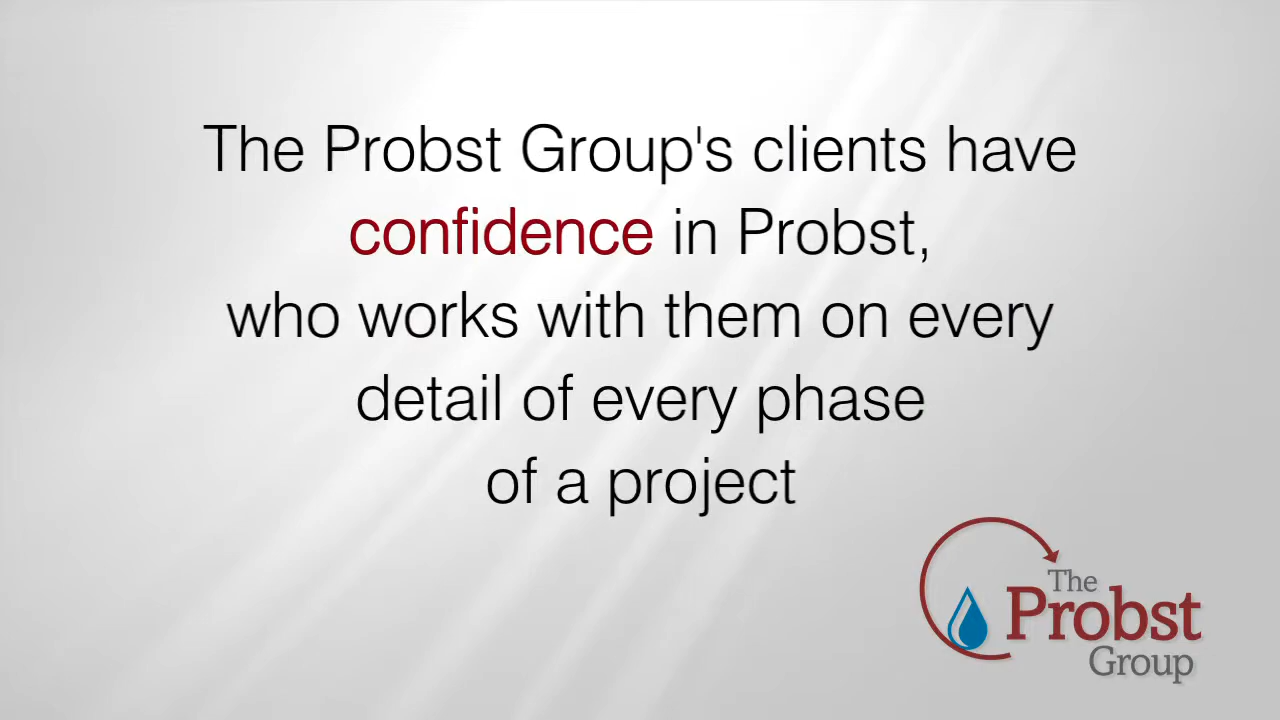 The Probst Group's clients have
confidence in Probst,
who works with them on every
detail of every phase
of a project
The
Probst
Group